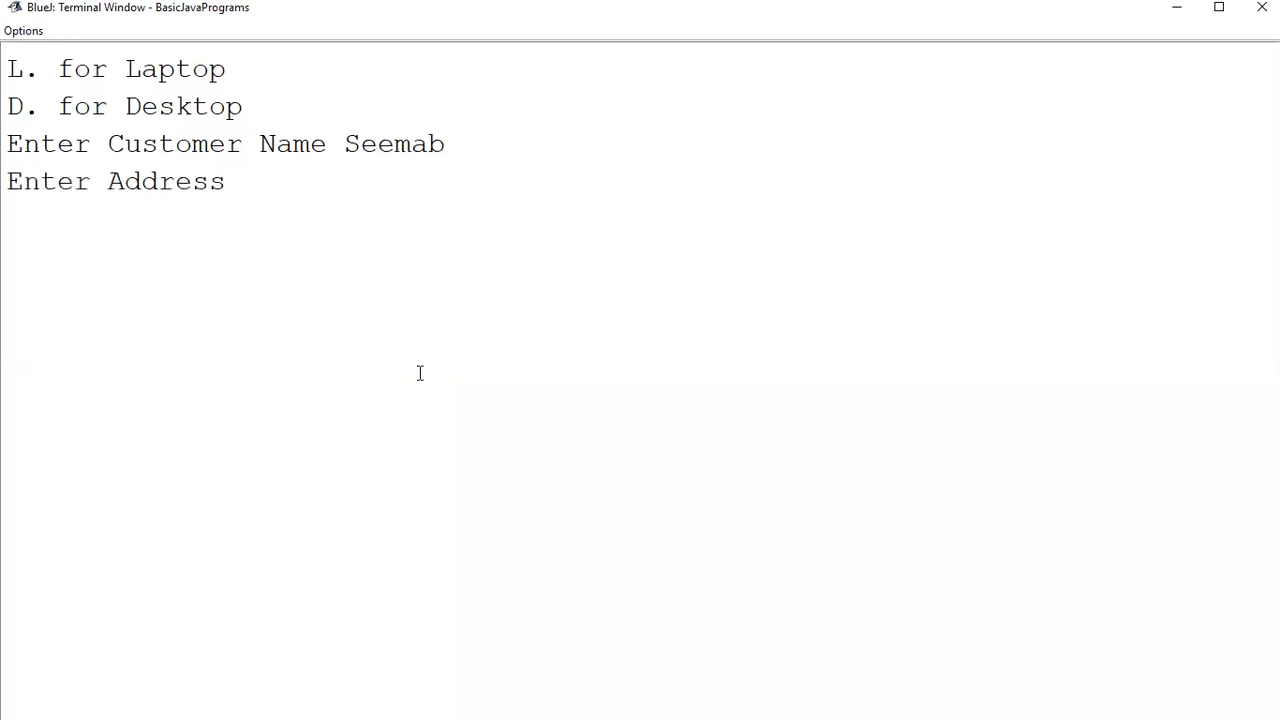 BlueJ: Terminal Window - BasicJavaPrograms
Options
L. for Laptop
D. for Desktop
Enter Customer Name Seemab
Enter Address